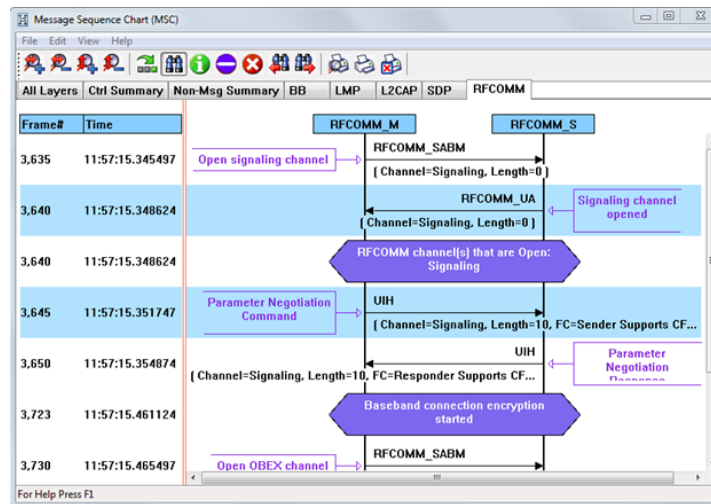 Message Sequence Chart (MSC)
File Edit View Help
All Layers Ctrl Summary Non-Msg Summary BB LMP L2CAP SDP RFCOMM
Frame# Time RFCOMM_M RFCOMM_S
3,635 11:57:15.345497 Open signaling channel RFCOMM_SABM
( Channel=Signaling, Length=0 )
3,640 11:57:15.348624 RFCOMM_UA Signaling channel
opened
( Channel=Signaling, Length=0 )
3,640 11:57:15.348624 RFCOMM channel(s) that are Open:
Signaling
3,645 11:57:15.351747 Parameter Negotiation
Command UIH
( Channel=Signaling, Length=10, FC=Sender Supports CF...
3,650 11:57:15.354874 UIH Parameter
Negotiation
Response
( Channel=Signaling, Length=10, FC=Responder Supports CF...
3,723 11:57:15.461124 Baseband connection encryption
started
3,730 11:57:15.465497 Open OBEX channel RFCOMM_SABM
For Help Press F1